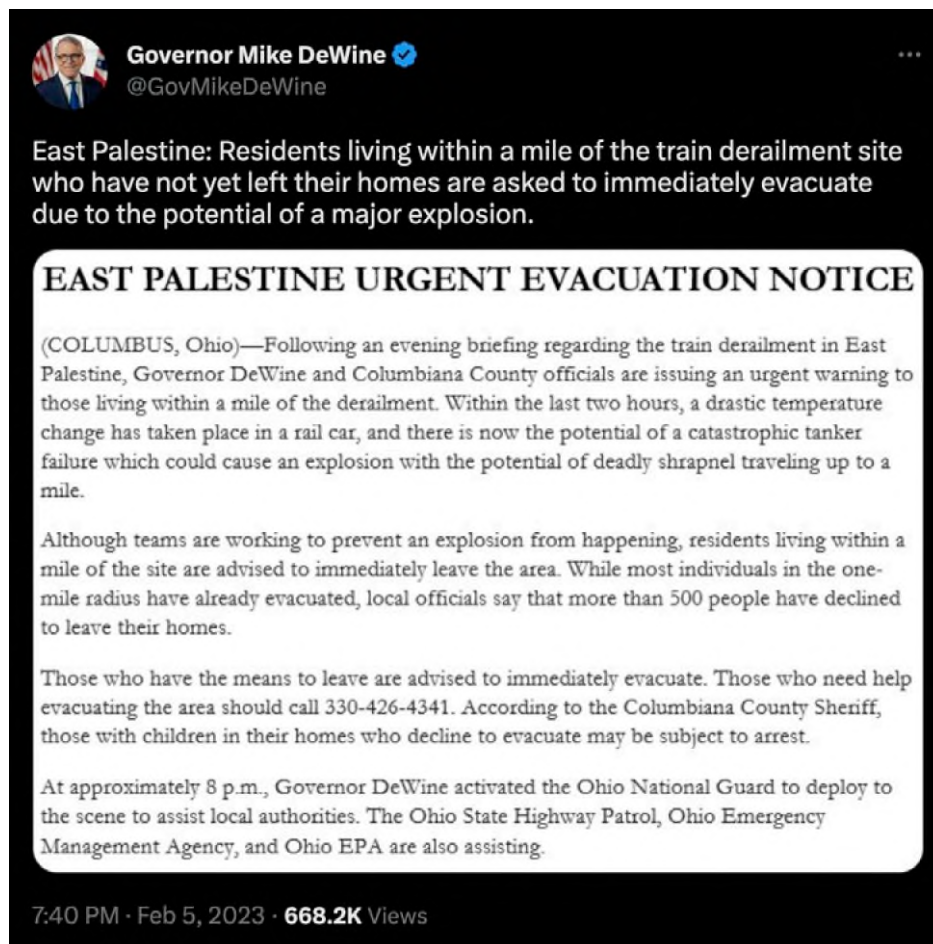 Governor Mike DeWine
@GovMikeDeWine
East Palestine: Residents living within a mile of the train derailment site
who have not yet left their homes are asked to immediately evacuate
due to the potential of a major explosion.
EAST PALESTINE URGENT EVACUATION NOTICE
(COLUMBUS, Ohio)—Following an evening briefing regarding the train derailment in East
Palestine, Governor DeWine and Columbiana County officials are issuing an urgent warning to
those living within a mile of the derailment. Within the last two hours, a drastic temperature
change has taken place in a rail car, and there is now the potential of a catastrophic tanker
failure which could cause an explosion with the potential of deadly shrapnel traveling up to a
mile.
Although teams are working to prevent an explosion from happening, residents living within a
mile of the site are advised to immediately leave the area. While most individuals in the one-
mile radius have already evacuated, local officials say that more than 500 people have declined
to leave their homes.
Those who have the means to leave are advised to immediately evacuate. Those who need help
evacuating the area should call 330-426-4341. According to the Columbiana County Sheriff,
those with children in their homes who decline to evacuate may be subject to arrest.
At approximately 8 p.m., Governor DeWine activated the Ohio National Guard to deploy to
the scene to assist local authorities. The Ohio State Highway Patrol, Ohio Emergency
Management Agency, and Ohio EPA are also assisting.
7:40 PM · Feb 5, 2023 · 668.2K Views